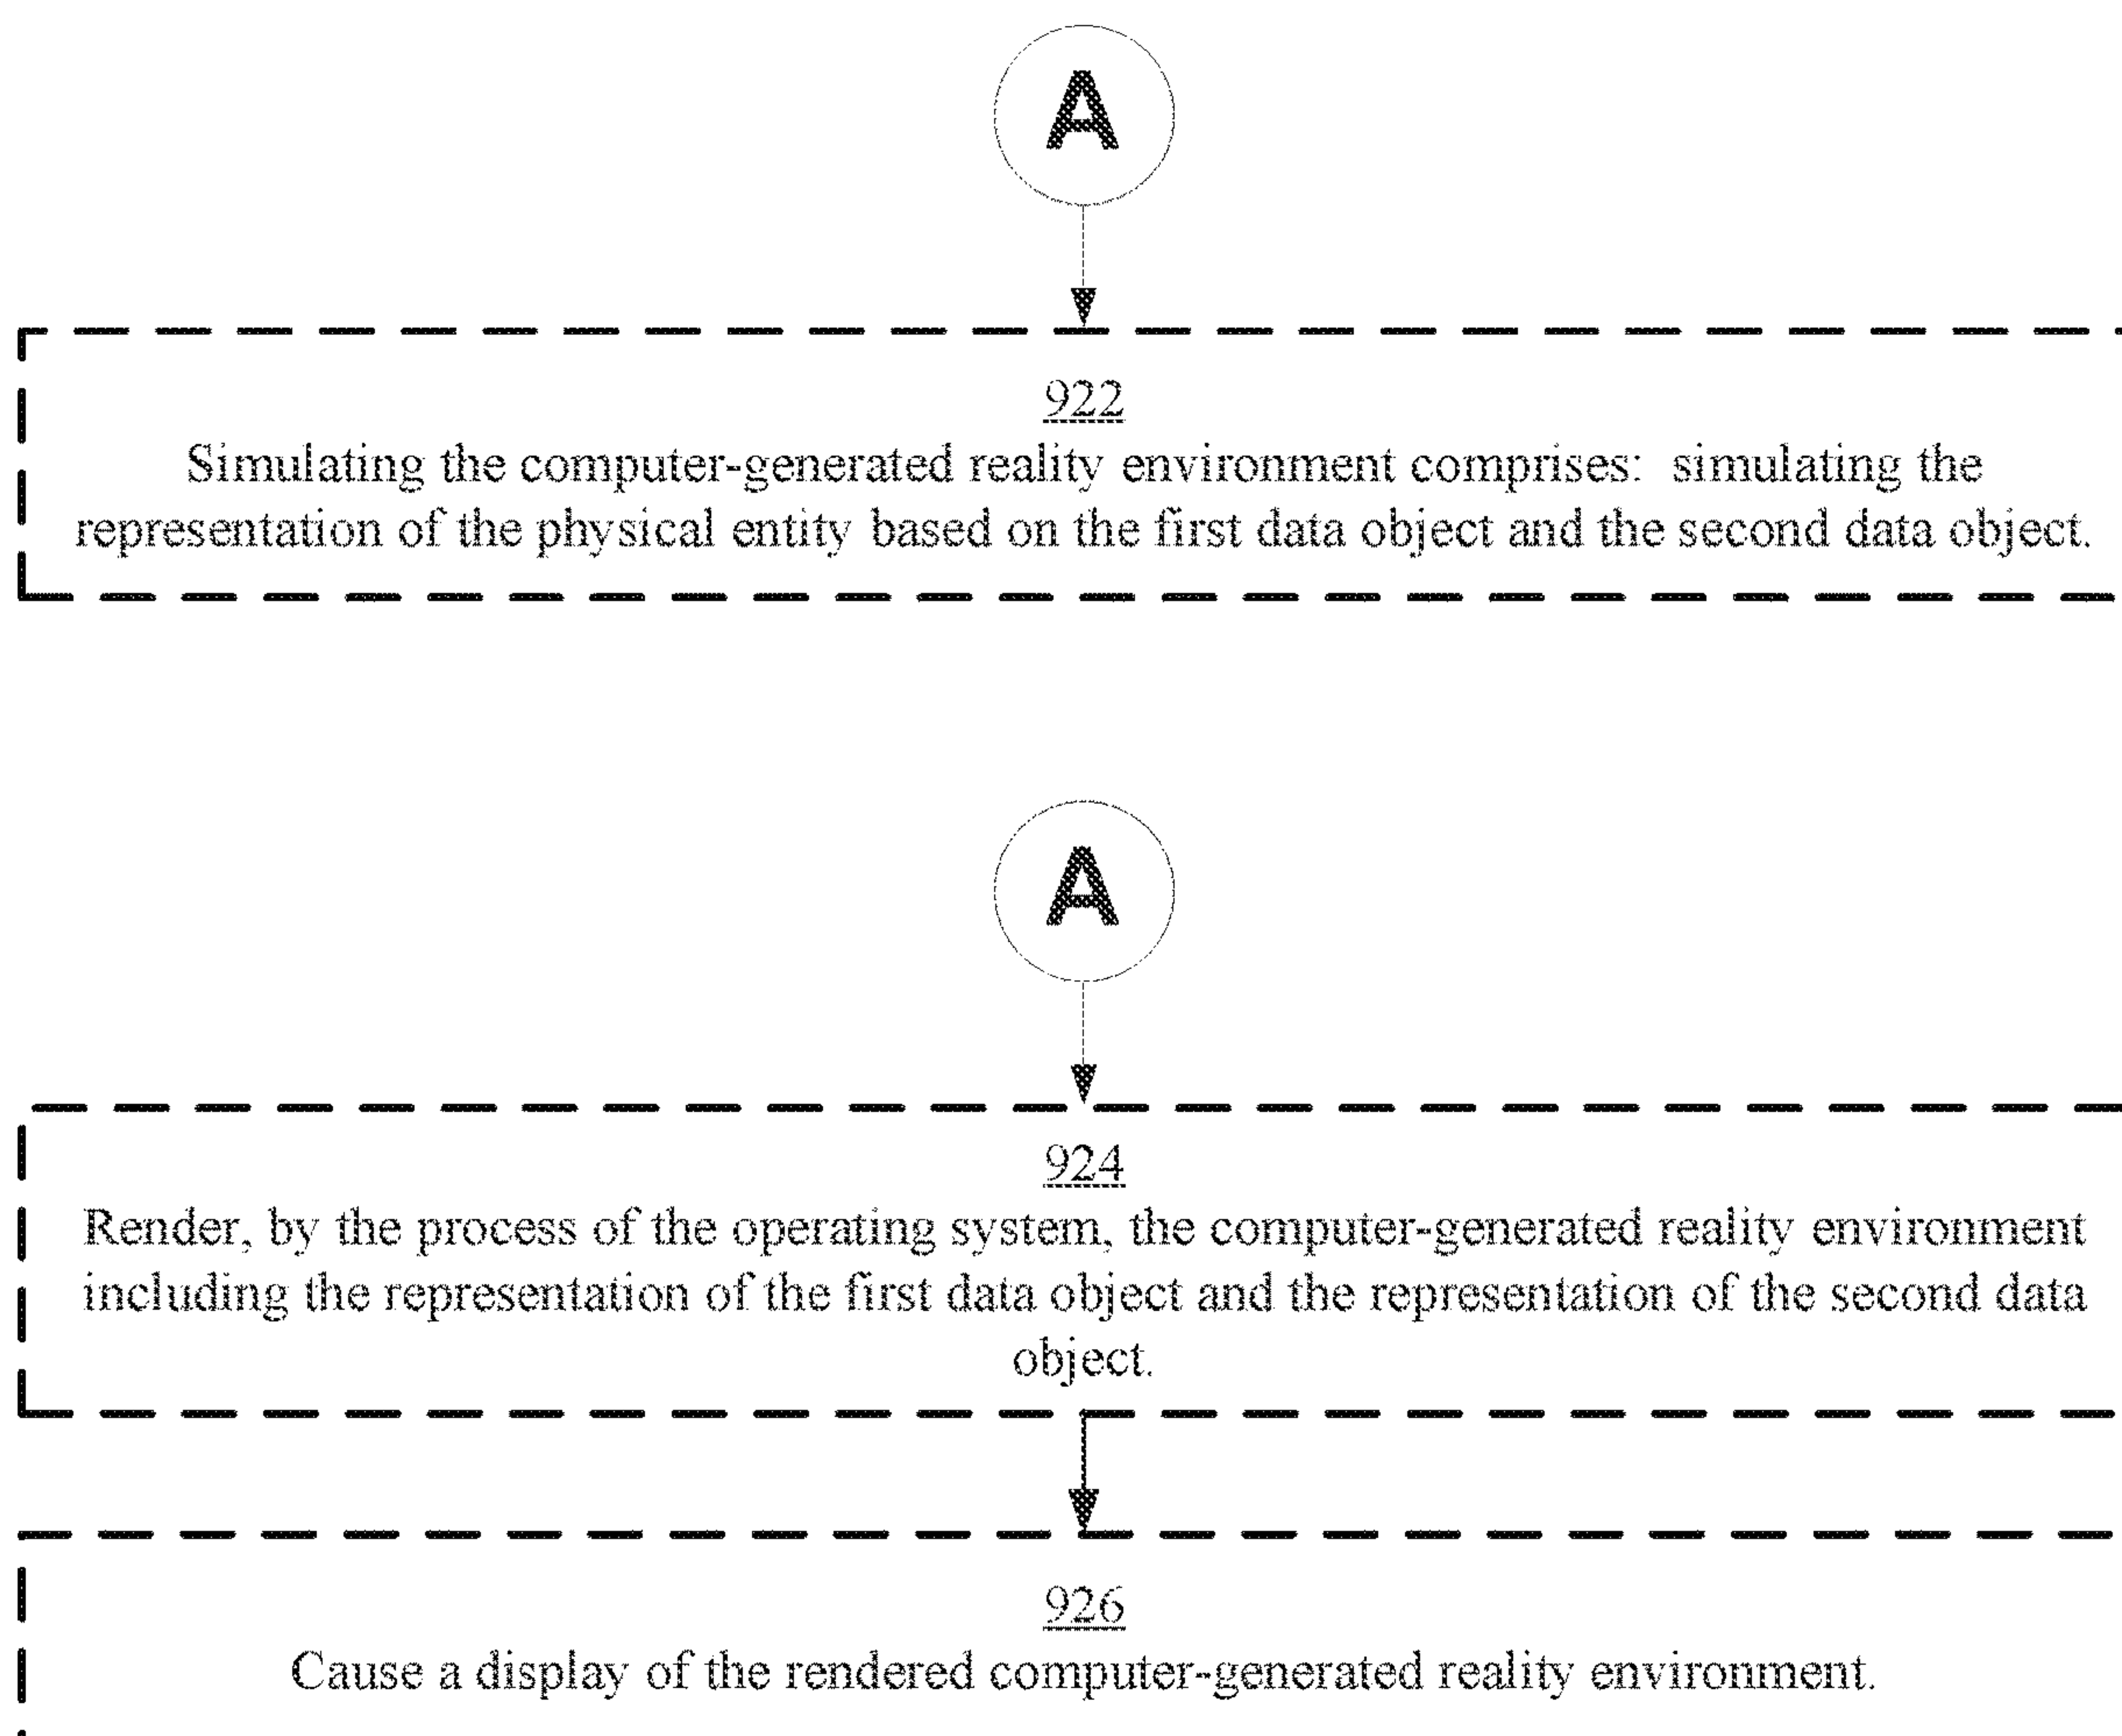 A
922
Simulating the computer-generated reality environment comprises: simulating the
representation of the physical entity based on the first data object and the second data object.
A
924
Render, by the process of the operating system, the computer-generated reality environment
including the representation of the first data object and the representation of the second data
object.
926
Cause a display of the rendered computer-generated reality environment.